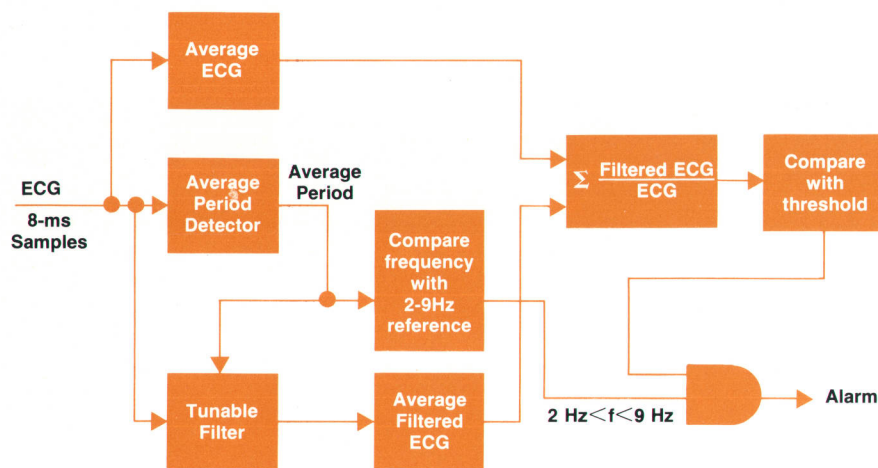 Average
ECG
ECG
8-ms
Samples
Average
Period
Detector
Average
Period
Compare
frequency
with
2-9Hz
reference
Σ Filtered ECG
ECG
Compare
with
threshold
Tunable
Filter
Average
Filtered
ECG
2 Hz<f<9 Hz
Alarm